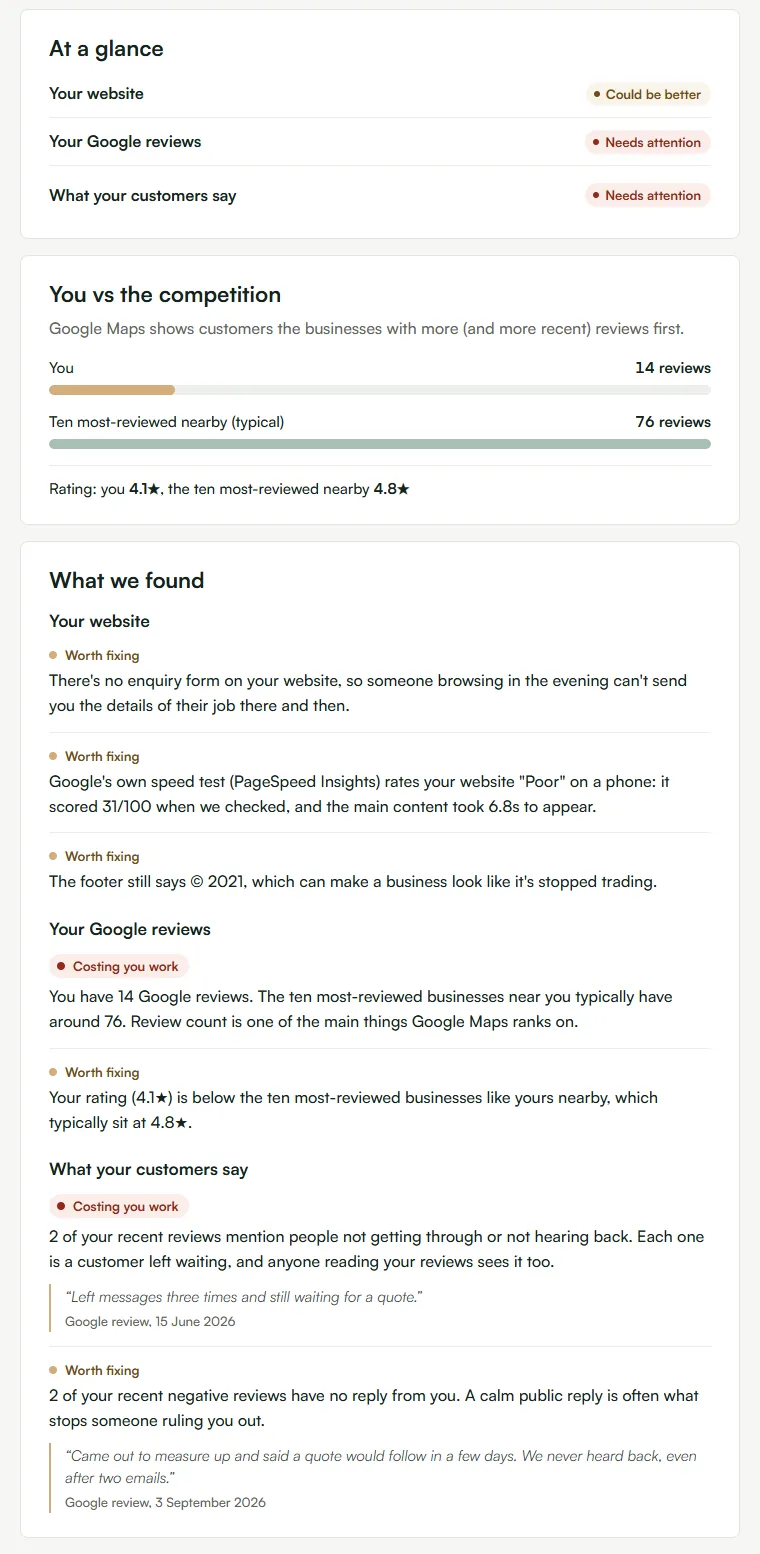 At a glance
Your website
Could be better
Your Google reviews
Needs attention
What your customers say
Needs attention
You vs the competition
Google Maps shows customers the businesses with more (and more recent) reviews first.
You
14 reviews
Ten most-reviewed nearby (typical)
76 reviews
Rating: you 4.1★, the ten most-reviewed nearby 4.8★
What we found
Your website
Worth fixing
There's no enquiry form on your website, so someone browsing in the evening can't send
you the details of their job there and then.
Worth fixing
Google's own speed test (PageSpeed Insights) rates your website "Poor" on a phone: it
scored 31/100 when we checked, and the main content took 6.8s to appear.
Worth fixing
The footer still says © 2021, which can make a business look like it's stopped trading.
Your Google reviews
Costing you work
You have 14 Google reviews. The ten most-reviewed businesses near you typically have
around 76. Review count is one of the main things Google Maps ranks on.
Worth fixing
Your rating (4.1★) is below the ten most-reviewed businesses like yours nearby, which
typically sit at 4.8★.
What your customers say
Costing you work
2 of your recent reviews mention people not getting through or not hearing back. Each one
is a customer left waiting, and anyone reading your reviews sees it too.
“Left messages three times and still waiting for a quote.”
Google review, 15 June 2026
Worth fixing
2 of your recent negative reviews have no reply from you. A calm public reply is often what
stops someone ruling you out.
“Came out to measure up and said a quote would follow in a few days. We never heard back, even
after two emails.”
Google review, 3 September 2026